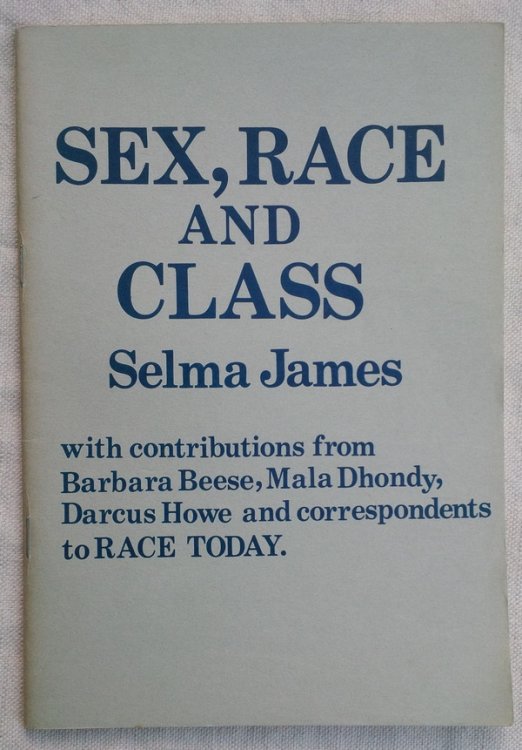 SEX, RACE
AND
CLASS
Selma James
with contributions from
Barbara Beese, Mala Dhondy,
Darcus Howe and correspondents
to RACE TODAY.